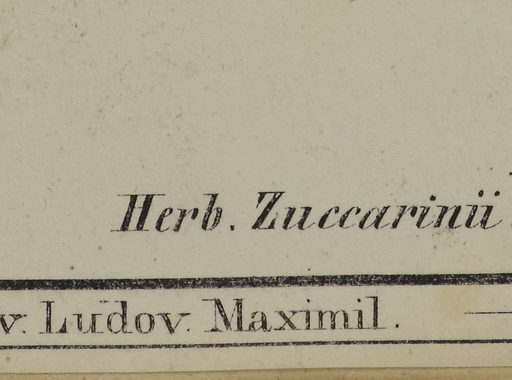 Herb. Zuccarinii
v. Ludov. Maximil.